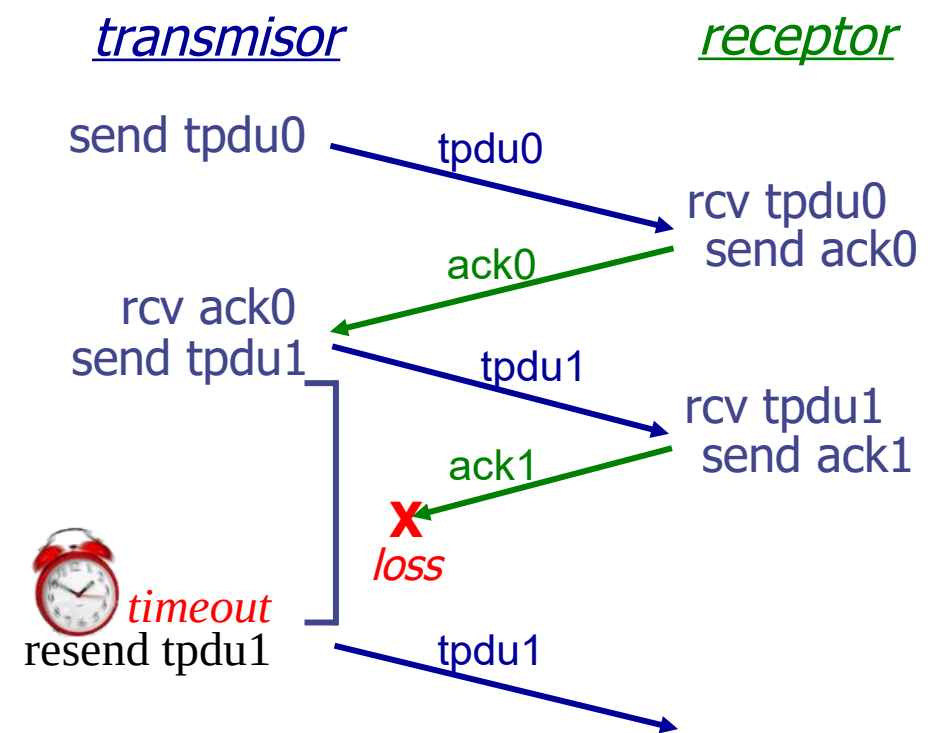 transmisor
receptor
send tpdu0
tpdu0
rcv tpdu0
send ack0
ack0
rcv ack0
send tpdu1
tpdu1
rcv tpdu1
send ack1
ack1
X
loss
timeout
resend tpdu1
tpdu1